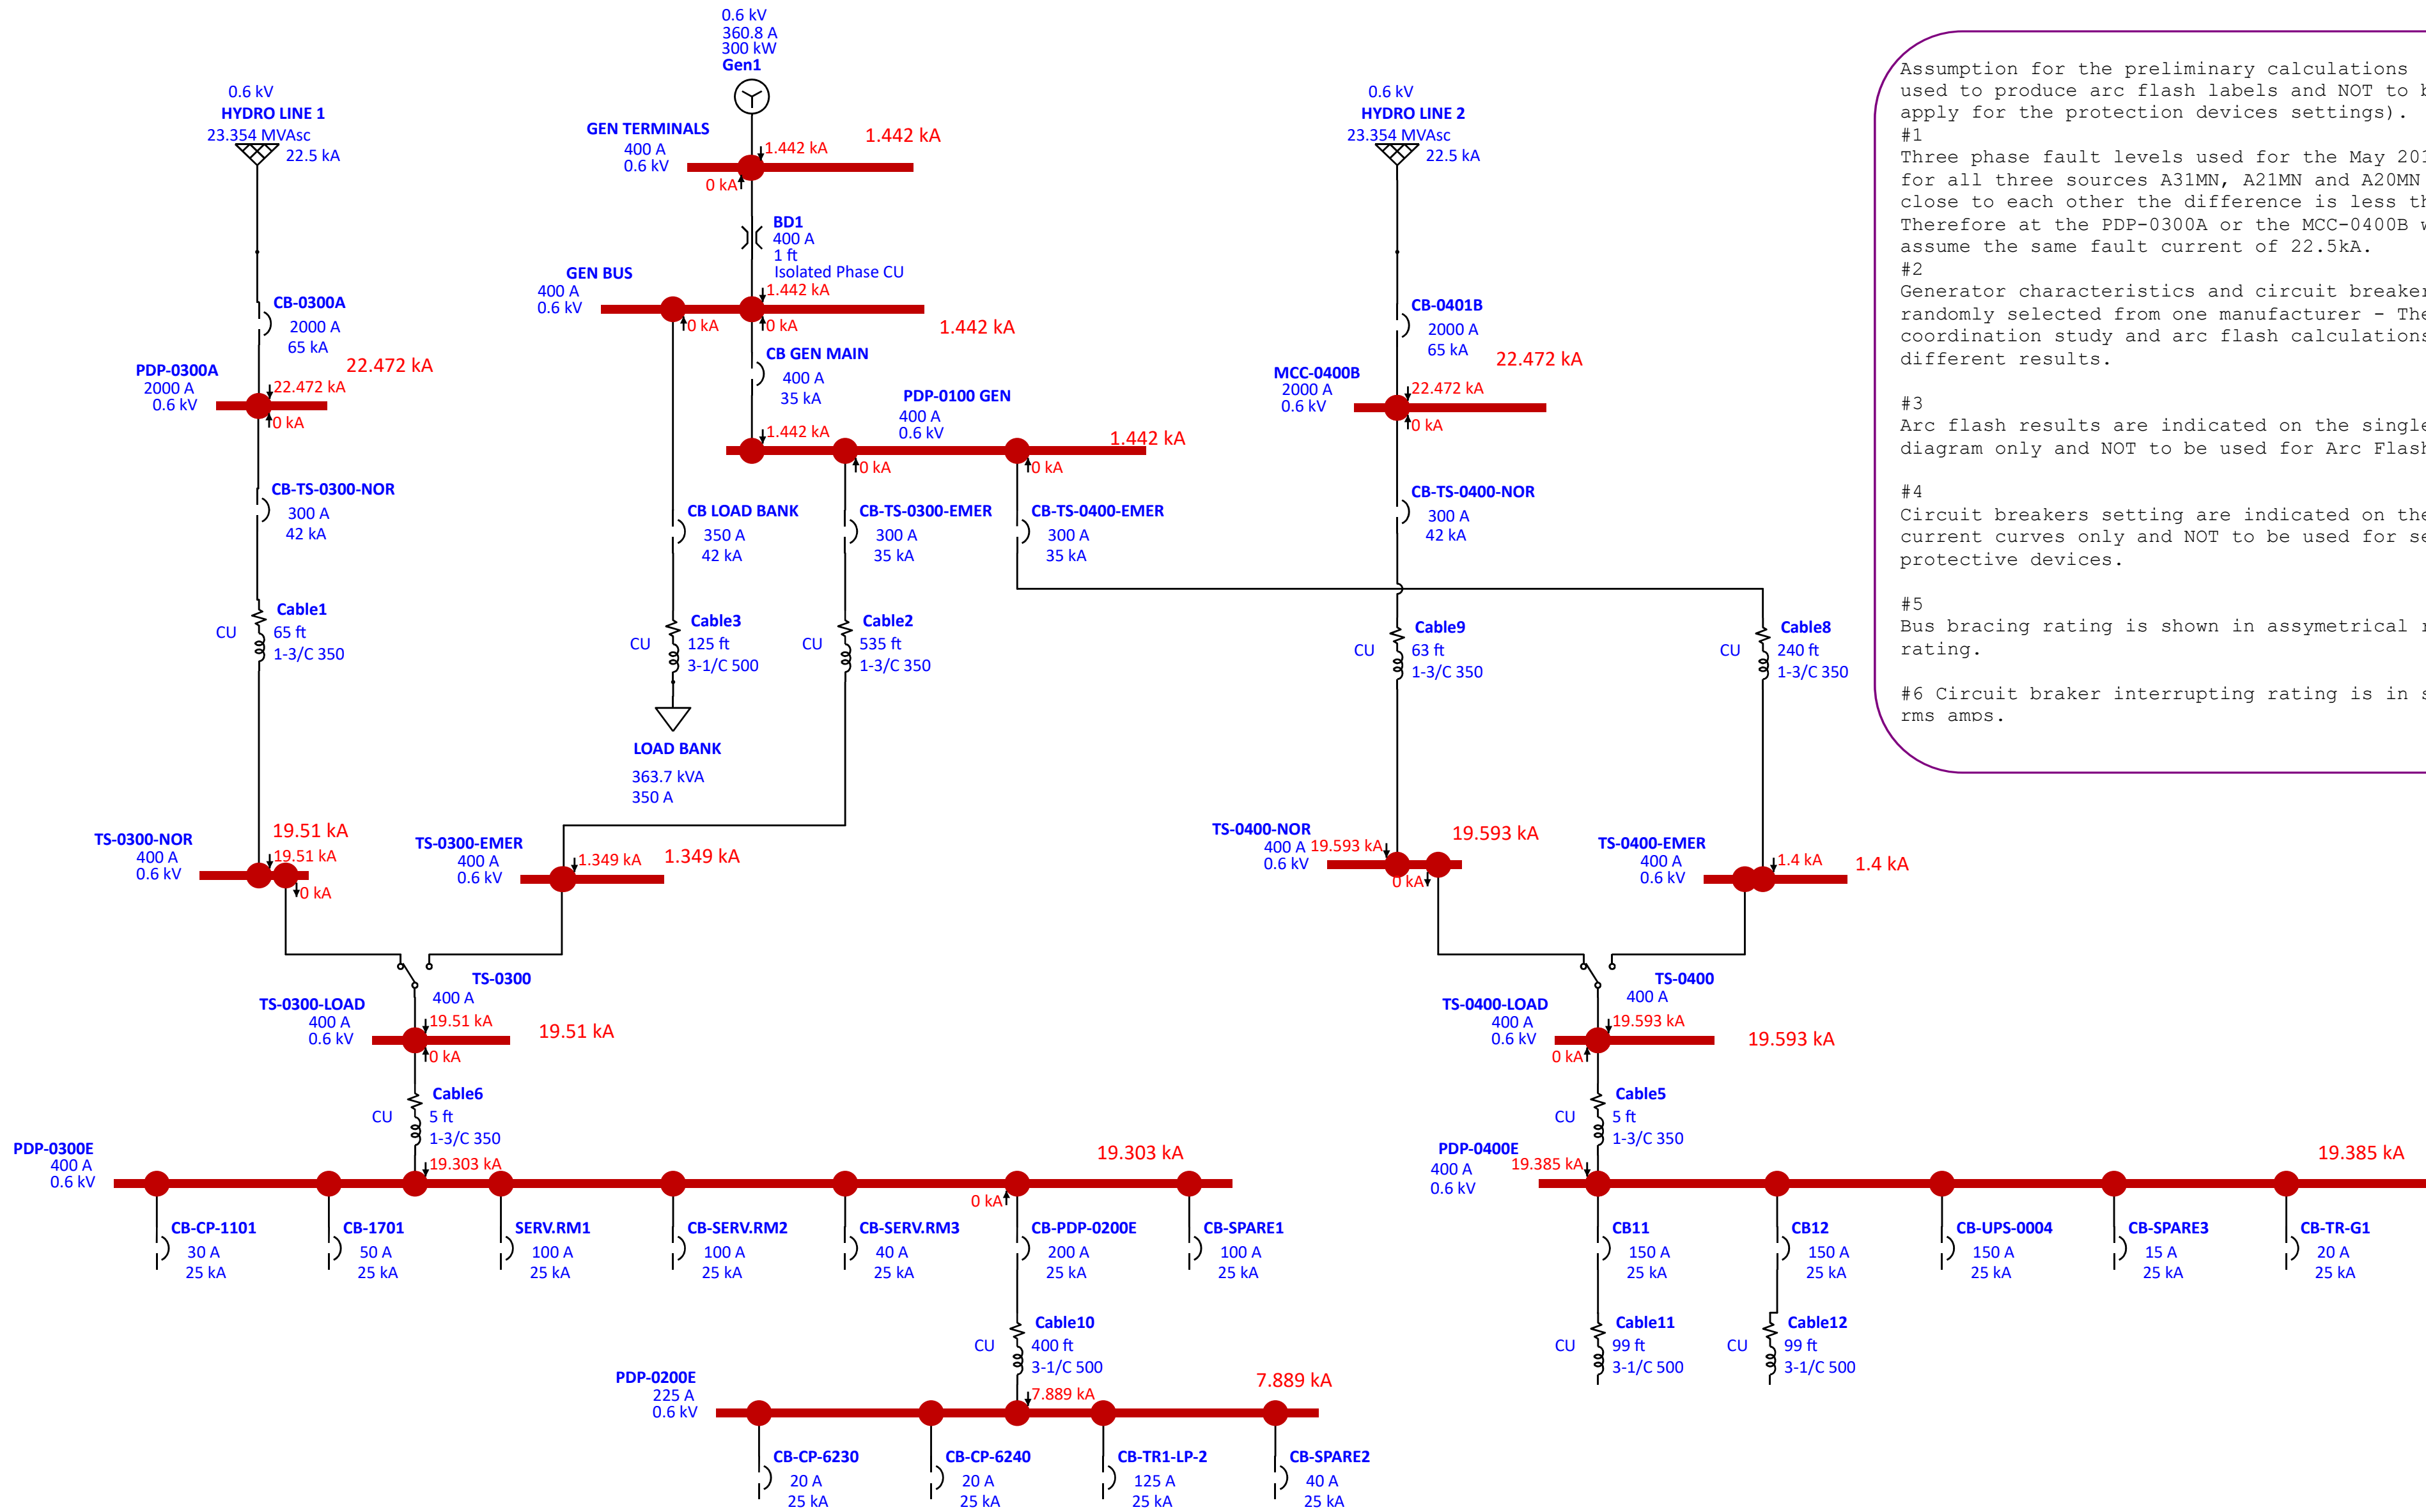 0.6 kV
360.8 A
300 kW
Gen1
0.6 kV
HYDRO LINE 1
23.354 MVAsc
22.5 kA
GEN TERMINALS
400 A
0.6 kV
1.442 kA
1.442 kA
0 kA
0.6 kV
HYDRO LINE 2
23.354 MVAsc
22.5 kA
BD1
400 A
1 ft
Isolated Phase CU
GEN BUS
400 A
0.6 kV
1.442 kA
0 kA
0 kA
1.442 kA
CB-0300A
2000 A
65 kA
PDP-0300A
2000 A
0.6 kV
22.472 kA
22.472 kA
0 kA
CB GEN MAIN
400 A
35 kA
PDP-0100 GEN
400 A
0.6 kV
1.442 kA
1.442 kA
0 kA
0 kA
CB-0401B
2000 A
65 kA
MCC-0400B
2000 A
0.6 kV
22.472 kA
22.472 kA
0 kA
CB-TS-0300-NOR
300 A
42 kA
CB LOAD BANK
350 A
42 kA
CB-TS-0300-EMER
300 A
35 kA
CB-TS-0400-EMER
300 A
35 kA
CB-TS-0400-NOR
300 A
42 kA
Cable1
CU
65 ft
1-3/C 350
Cable3
CU
125 ft
3-1/C 500
Cable2
CU
535 ft
1-3/C 350
Cable9
CU
63 ft
1-3/C 350
Cable8
CU
240 ft
1-3/C 350
LOAD BANK
363.7 kVA
350 A
TS-0300-NOR
400 A
0.6 kV
19.51 kA
19.51 kA
0 kA
TS-0300-EMER
400 A
0.6 kV
1.349 kA
1.349 kA
TS-0400-NOR
400 A
0.6 kV
19.593 kA
19.593 kA
0 kA
TS-0400-EMER
400 A
0.6 kV
1.4 kA
1.4 kA
TS-0300
400 A
TS-0300-LOAD
400 A
0.6 kV
19.51 kA
19.51 kA
0 kA
TS-0400
400 A
TS-0400-LOAD
400 A
0.6 kV
19.593 kA
19.593 kA
0 kA
Cable6
CU
5 ft
1-3/C 350
Cable5
CU
5 ft
1-3/C 350
PDP-0300E
400 A
0.6 kV
19.303 kA
19.303 kA
0 kA
PDP-0400E
400 A
0.6 kV
19.385 kA
19.385 kA
CB-CP-1101
30 A
25 kA
CB-1701
50 A
25 kA
SERV.RM1
100 A
25 kA
CB-SERV.RM2
100 A
25 kA
CB-SERV.RM3
40 A
25 kA
CB-PDP-0200E
200 A
25 kA
CB-SPARE1
100 A
25 kA
CB11
150 A
25 kA
CB12
150 A
25 kA
CB-UPS-0004
150 A
25 kA
CB-SPARE3
15 A
25 kA
CB-TR-G1
20 A
25 kA
Cable10
CU
400 ft
3-1/C 500
Cable11
CU
99 ft
3-1/C 500
Cable12
CU
99 ft
3-1/C 500
PDP-0200E
225 A
0.6 kV
7.889 kA
7.889 kA
CB-CP-6230
20 A
25 kA
CB-CP-6240
20 A
25 kA
CB-TR1-LP-2
125 A
25 kA
CB-SPARE2
40 A
25 kA
Assumption for the preliminary calculations
used to produce arc flash labels and NOT to
apply for the protection devices settings).
#1
Three phase fault levels used for the May
for all three sources A31MN, A21MN and A20MN
close to each other the difference is less
Therefore at the PDP-0300A or the MCC-0400B
assume the same fault current of 22.5kA.
#2
Generator characteristics and circuit
randomly selected from one manufacturer -
coordination study and arc flash
different results.
#3
Arc flash results are indicated on the single
diagram only and NOT to be used for Arc
#4
Circuit breakers setting are indicated on
current curves only and NOT to be used for
protective devices.
#5
Bus bracing rating is shown in assymetrical
rating.
#6 Circuit braker interrupting rating is in
rms amps.